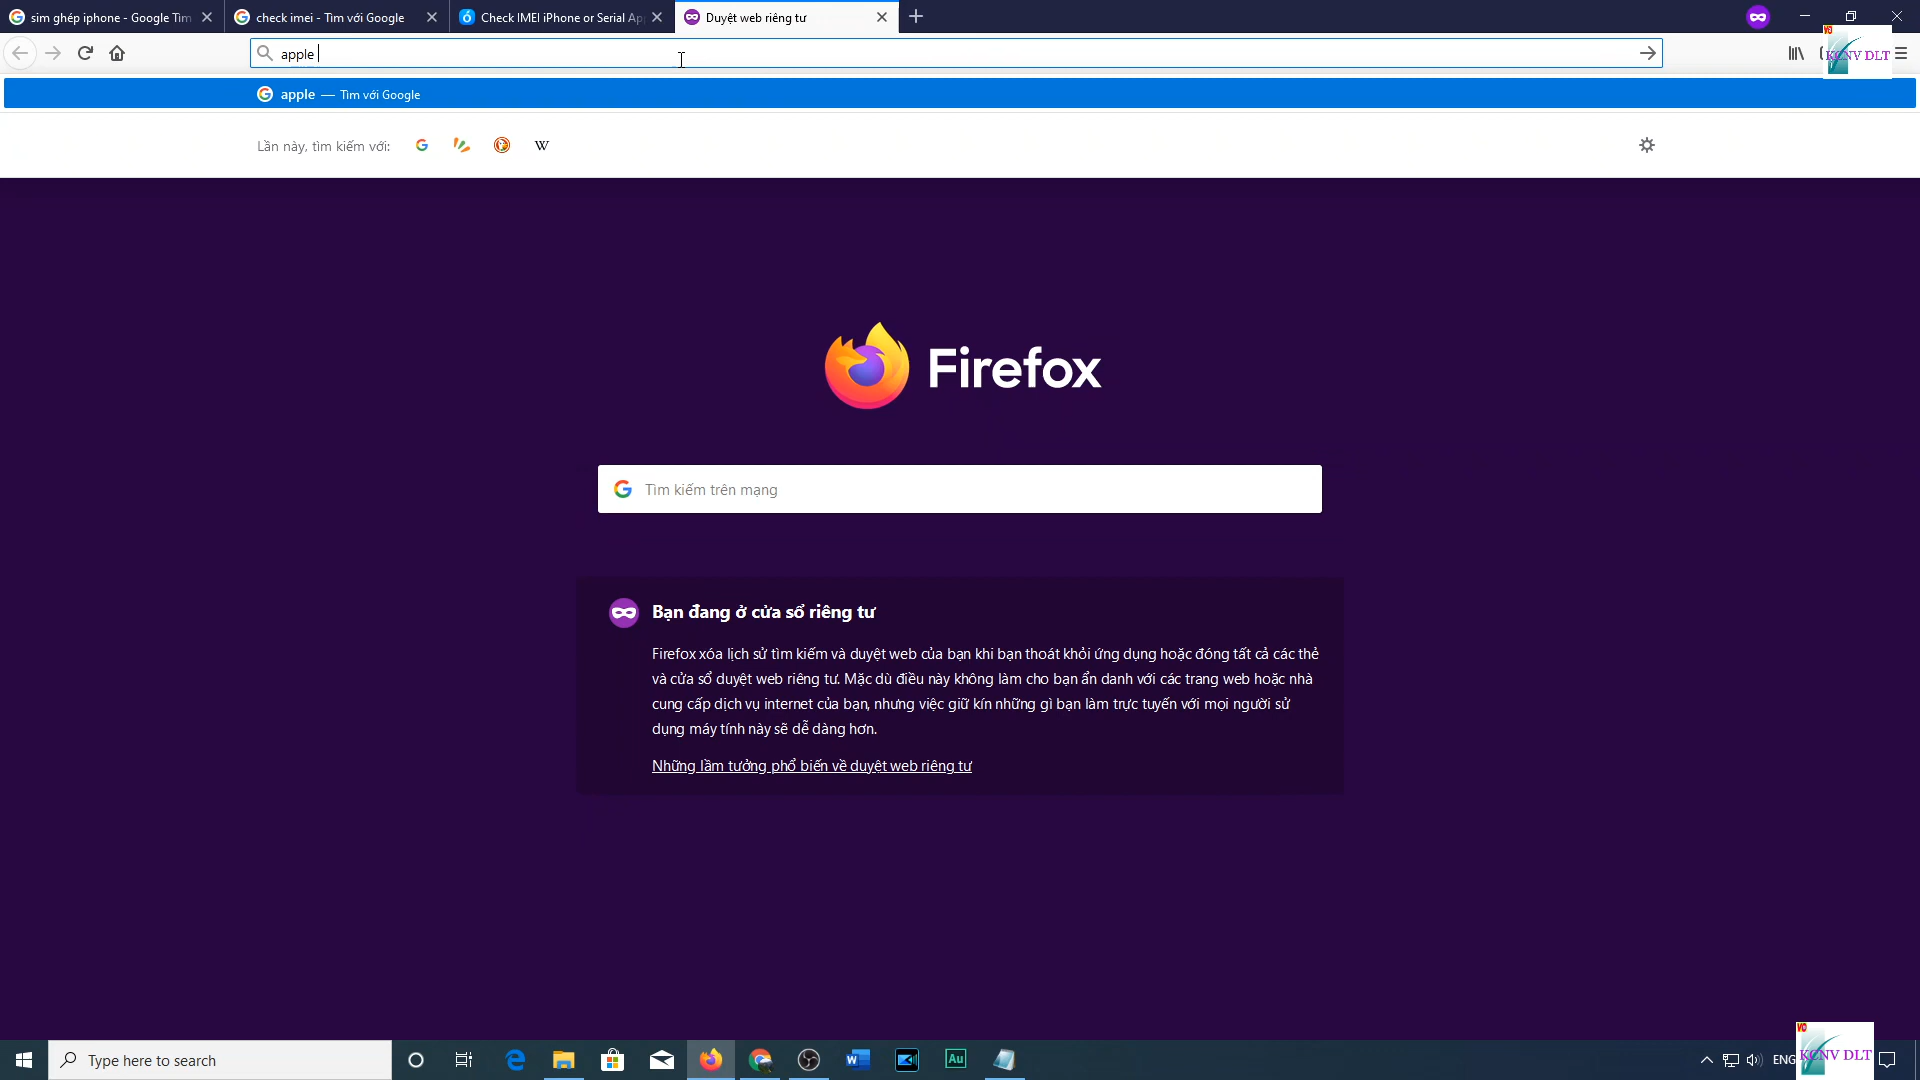 sim ghép iphone - Google Tìm
check imei - Tìm với Google
Check IMEI iPhone or Serial Ap
Duyệt web riêng tư
VO
KCNV DLT
apple
apple — Tìm với Google
Lần này, tìm kiếm với:
W
Firefox
Tìm kiếm trên mạng
Bạn đang ở cửa sổ riêng tư
Firefox xóa lịch sử tìm kiếm và duyệt web của bạn khi bạn thoát khỏi ứng dụng hoặc đóng tất cả các thẻ
và cửa sổ duyệt web riêng tư. Mặc dù điều này không làm cho bạn ẩn danh với các trang web hoặc nhà
cung cấp dịch vụ internet của bạn, nhưng việc giữ kín những gì bạn làm trực tuyến với mọi người sử
dụng máy tính này sẽ dễ dàng hơn.
Những lầm tưởng phổ biến về duyệt web riêng tư
Type here to search
Au
ENG
VO
KCNV DLT